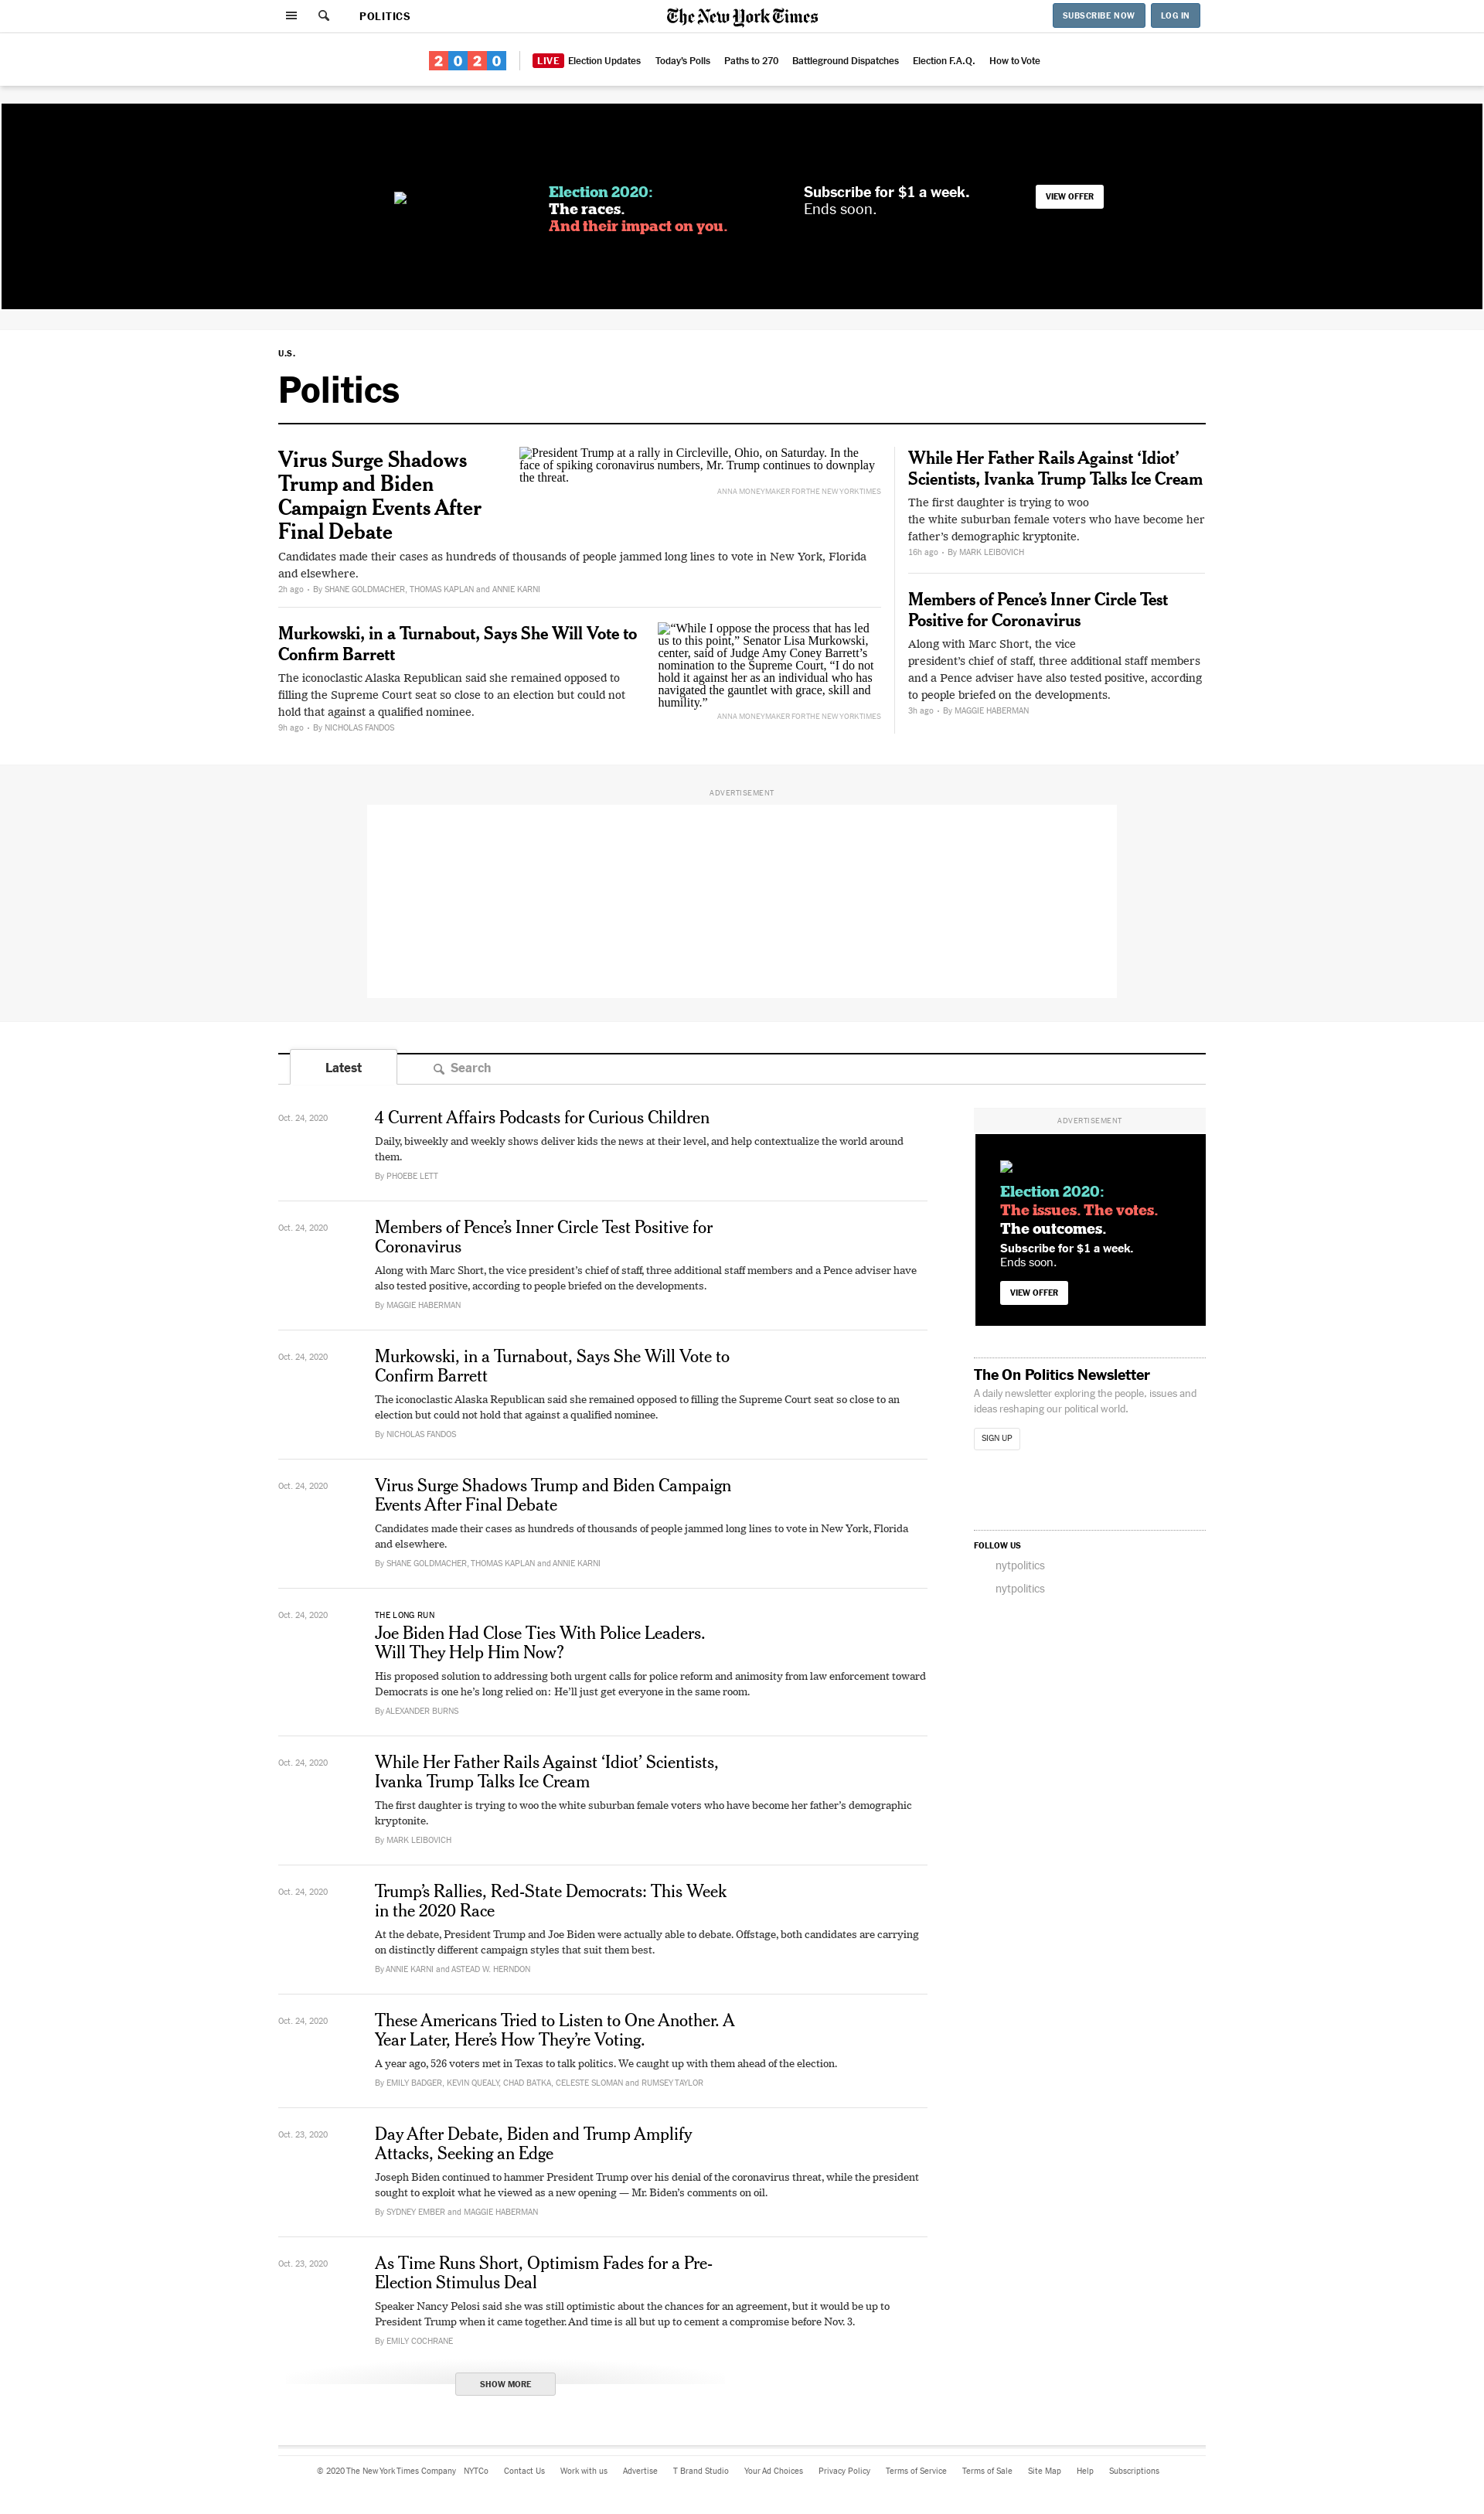 POLITICS
The New York Times
SUBSCRIBE NOW
LOG IN
2020
LIVE Election Updates
Today's Polls
Paths to 270
Battleground Dispatches
Election F.A.Q.
How to Vote
Election 2020:
The races.
And their impact on you.
Subscribe for $1 a week.
Ends soon.
VIEW OFFER
U.S.
Politics
Virus Surge Shadows
Trump and Biden
Campaign Events After
Final Debate
President Trump at a rally in Circleville, Ohio, on Saturday. In the
face of spiking coronavirus numbers, Mr. Trump continues to downplay
the threat.
ANNA MONEYMAKER FOR THE NEW YORK TIMES
Candidates made their cases as hundreds of thousands of people jammed long lines to vote in New York, Florida
and elsewhere.
2h ago • By SHANE GOLDMACHER, THOMAS KAPLAN and ANNIE KARNI
Murkowski, in a Turnabout, Says She Will Vote to
Confirm Barrett
The iconoclastic Alaska Republican said she remained opposed to
filling the Supreme Court seat so close to an election but could not
hold that against a qualified nominee.
9h ago • By NICHOLAS FANDOS
“While I oppose the process that has led
us to this point,” Senator Lisa Murkowski,
center, said of Judge Amy Coney Barrett’s
nomination to the Supreme Court, “I do not
hold it against her as an individual who has
navigated the gauntlet with grace, skill and
humility.”
ANNA MONEYMAKER FOR THE NEW YORK TIMES
While Her Father Rails Against ‘Idiot’
Scientists, Ivanka Trump Talks Ice Cream
The first daughter is trying to woo
the white suburban female voters who have become her
father’s demographic kryptonite.
16h ago • By MARK LEIBOVICH
Members of Pence’s Inner Circle Test
Positive for Coronavirus
Along with Marc Short, the vice
president’s chief of staff, three additional staff members
and a Pence adviser have also tested positive, according
to people briefed on the developments.
3h ago • By MAGGIE HABERMAN
ADVERTISEMENT
Latest
Search
Oct. 24, 2020
4 Current Affairs Podcasts for Curious Children
Daily, biweekly and weekly shows deliver kids the news at their level, and help contextualize the world around
them.
By PHOEBE LETT
Oct. 24, 2020
Members of Pence’s Inner Circle Test Positive for
Coronavirus
Along with Marc Short, the vice president’s chief of staff, three additional staff members and a Pence adviser have
also tested positive, according to people briefed on the developments.
By MAGGIE HABERMAN
Oct. 24, 2020
Murkowski, in a Turnabout, Says She Will Vote to
Confirm Barrett
The iconoclastic Alaska Republican said she remained opposed to filling the Supreme Court seat so close to an
election but could not hold that against a qualified nominee.
By NICHOLAS FANDOS
Oct. 24, 2020
Virus Surge Shadows Trump and Biden Campaign
Events After Final Debate
Candidates made their cases as hundreds of thousands of people jammed long lines to vote in New York, Florida
and elsewhere.
By SHANE GOLDMACHER, THOMAS KAPLAN and ANNIE KARNI
Oct. 24, 2020
THE LONG RUN
Joe Biden Had Close Ties With Police Leaders.
Will They Help Him Now?
His proposed solution to addressing both urgent calls for police reform and animosity from law enforcement toward
Democrats is one he’s long relied on: He’ll just get everyone in the same room.
By ALEXANDER BURNS
Oct. 24, 2020
While Her Father Rails Against ‘Idiot’ Scientists,
Ivanka Trump Talks Ice Cream
The first daughter is trying to woo the white suburban female voters who have become her father’s demographic
kryptonite.
By MARK LEIBOVICH
Oct. 24, 2020
Trump’s Rallies, Red-State Democrats: This Week
in the 2020 Race
At the debate, President Trump and Joe Biden were actually able to debate. Offstage, both candidates are carrying
on distinctly different campaign styles that suit them best.
By ANNIE KARNI and ASTEAD W. HERNDON
Oct. 24, 2020
These Americans Tried to Listen to One Another. A
Year Later, Here’s How They’re Voting.
A year ago, 526 voters met in Texas to talk politics. We caught up with them ahead of the election.
By EMILY BADGER, KEVIN QUEALY, CHAD BATKA, CELESTE SLOMAN and RUMSEY TAYLOR
Oct. 23, 2020
Day After Debate, Biden and Trump Amplify
Attacks, Seeking an Edge
Joseph Biden continued to hammer President Trump over his denial of the coronavirus threat, while the president
sought to exploit what he viewed as a new opening — Mr. Biden’s comments on oil.
By SYDNEY EMBER and MAGGIE HABERMAN
Oct. 23, 2020
As Time Runs Short, Optimism Fades for a Pre-
Election Stimulus Deal
Speaker Nancy Pelosi said she was still optimistic about the chances for an agreement, but it would be up to
President Trump when it came together. And time is all but up to cement a compromise before Nov. 3.
By EMILY COCHRANE
SHOW MORE
ADVERTISEMENT
Election 2020:
The issues. The votes.
The outcomes.
Subscribe for $1 a week.
Ends soon.
VIEW OFFER
The On Politics Newsletter
A daily newsletter exploring the people, issues and
ideas reshaping our political world.
SIGN UP
FOLLOW US
nytpolitics
nytpolitics
© 2020 The New York Times Company
NYTCo
Contact Us
Work with us
Advertise
T Brand Studio
Your Ad Choices
Privacy Policy
Terms of Service
Terms of Sale
Site Map
Help
Subscriptions